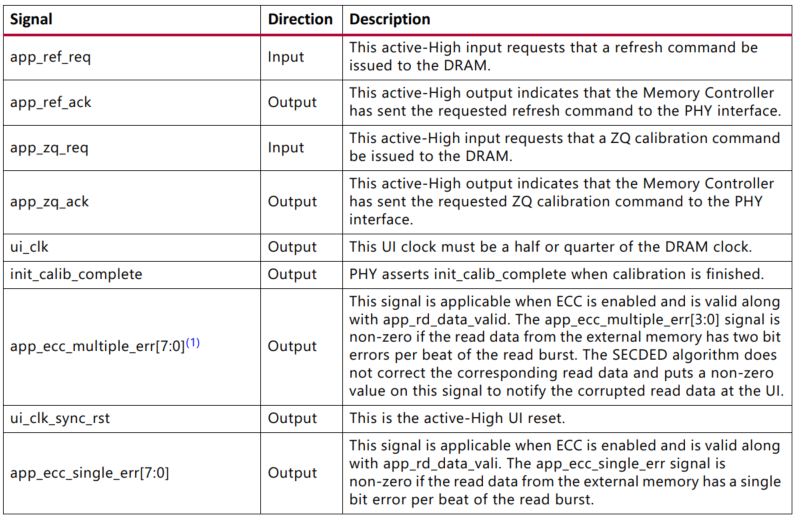 Signal Direction Description
app_ref_req Input This active-High input requests that a refresh command be
issued to the DRAM.
app_ref_ack Output This active-High output indicates that the Memory Controller
has sent the requested refresh command to the PHY interface.
app_zq_req Input This active-High input requests that a ZQ calibration command
be issued to the DRAM.
app_zq_ack Output This active-High output indicates that the Memory Controller
has sent the requested ZQ calibration command to the PHY
interface.
ui_clk Output This UI clock must be a half or quarter of the DRAM clock.
init_calib_complete Output PHY asserts init_calib_complete when calibration is finished.
app_ecc_multiple_err[7:0](1) Output This signal is applicable when ECC is enabled and is valid along
with app_rd_data_valid. The app_ecc_multiple_err[3:0] signal is
non-zero if the read data from the external memory has two bit
errors per beat of the read burst. The SECDED algorithm does
not correct the corresponding read data and puts a non-zero
value on this signal to notify the corrupted read data at the UI.
ui_clk_sync_rst Output This is the active-High UI reset.
app_ecc_single_err[7:0] Output This signal is applicable when ECC is enabled and is valid along
with app_rd_data_vali. The app_ecc_single_err signal is
non-zero if the read data from the external memory has a single
bit error per beat of the read burst.